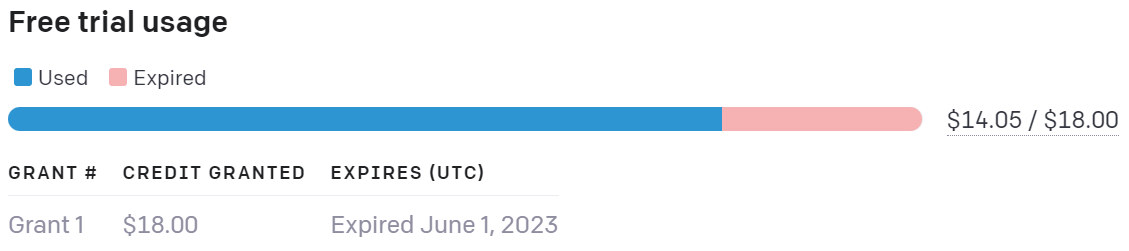 Free trial usage
Used Expired
$14.05 / $18.00
GRANT # CREDIT GRANTED EXPIRES (UTC)
Grant 1 $18.00 Expired June 1, 2023